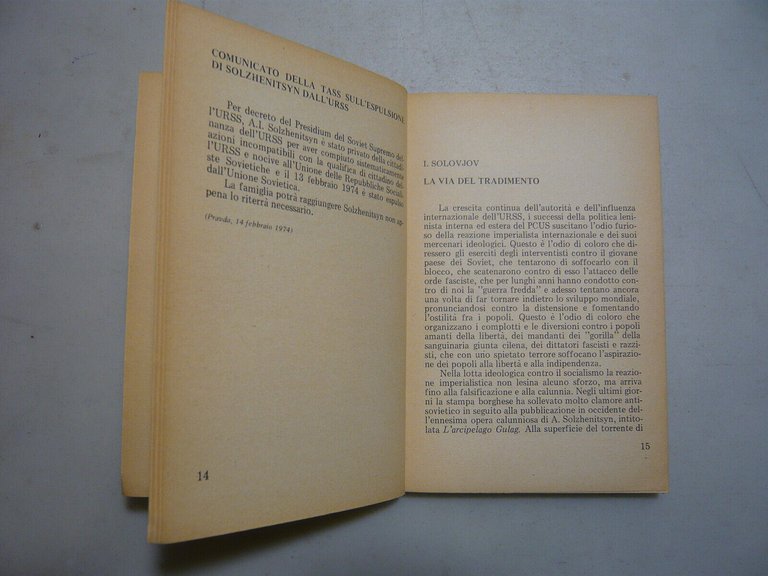 COMUNICATO DELLA TASS SULL'ESPULSIONE
DI SOLZHENITSYN DALL'URSS
Per decreto del Presidium del Soviet Supremo del-
l'URSS, A.I. Solzhenitsyn è stato privato della cittadi-
nanza dell'URSS per aver compiuto sistematicamente
azioni incompatibili con la qualifica di cittadino del-
l'URSS e nocive all'Unione delle Repubbliche Sociali-
ste Sovietiche e il 13 febbraio 1974 è stato espulso
dall'Unione Sovietica.
La famiglia potrà raggiungere Solzhenitsyn non ap-
pena lo riterrà necessario.
(Pravda, 14 febbraio 1974)
14
I. SOLOVJOV
LA VIA DEL TRADIMENTO
La crescita continua dell'autorità e dell'influenza
internazionale dell'URSS, i successi della politica leni-
nista interna ed estera del PCUS suscitano l'odio furio-
so della reazione imperialista internazionale e dei suoi
mercenari ideologici. Questo è l'odio di coloro che di-
ressero gli eserciti degli interventisti contro il giovane
paese dei Soviet, che tentarono di soffocarlo con il
blocco, che scatenarono contro di esso l'attacco delle
orde fasciste, che per lunghi anni hanno condotto con-
tro di noi la "guerra fredda" e adesso tentano ancora
una volta di far tornare indietro lo sviluppo mondiale,
pronunciandosi contro la distensione e fomentando
l'ostilità fra i popoli. Questo è l'odio di coloro che
organizzano i complotti e le diversioni contro i popoli
amanti della libertà, dei mandanti dei "gorilla" della
sanguinaria giunta cilena, dei dittatori fascisti e razzi-
sti, che con uno spietato terrore soffocano l'aspirazio-
ne dei popoli alla libertà e alla indipendenza.
Nella lotta ideologica contro il socialismo la reazio-
ne imperialistica non lesina alcuno sforzo, ma arriva
fino alla falsificazione e alla calunnia. Negli ultimi gior-
ni la stampa borghese ha sollevato molto clamore anti-
sovietico in seguito alla pubblicazione in occidente del-
l'ennesima opera calunniosa di A. Solzhenitsyn, intito-
lata L'arcipelago Gulag. Alla superficie del torrente di
15